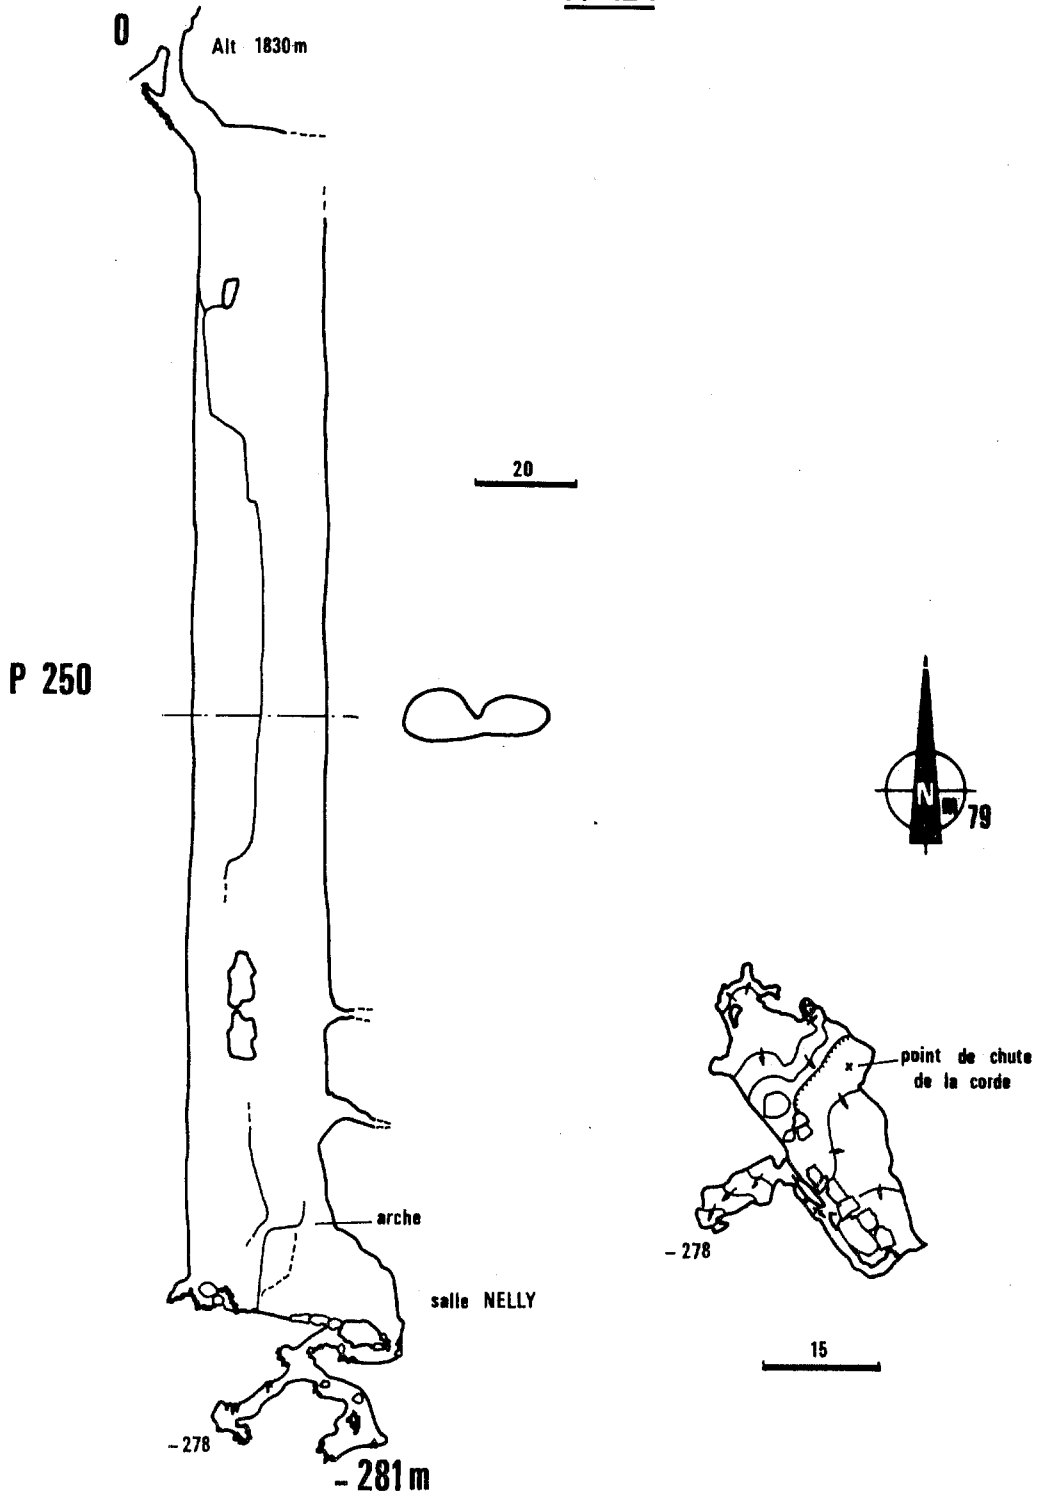 0
Alt 1830 m
20
P 250
N m 79
point de chute
de la corde
arche
- 278
salle NELLY
15
- 278
- 281 m